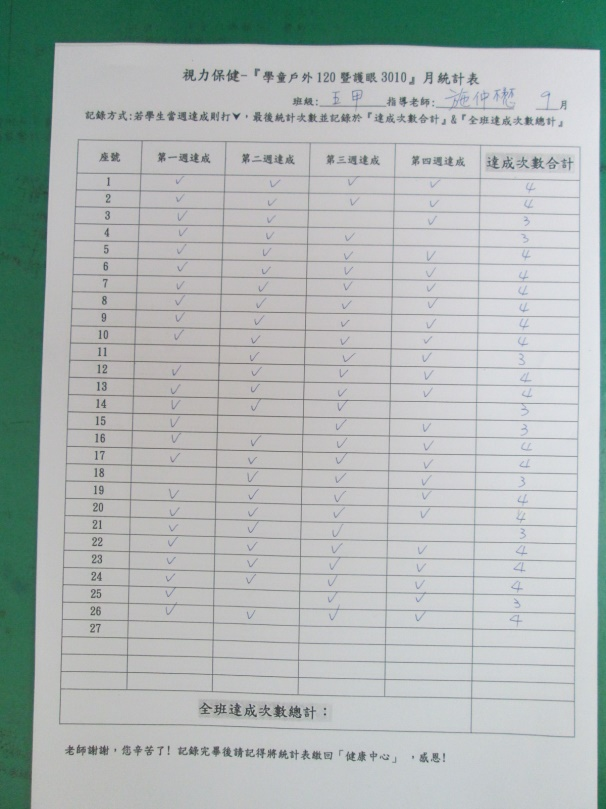 視力保健-『學童戶外120暨護眼3010』月統計表
班級: 五甲 指導老師: 施仲 9 月
記錄方式:若學生當週達成則打✓，最後統計次數並記錄於『達成次數合計』&『全班達成次數總計』
座號 第一週達成 第二週達成 第三週達成 第四週達成 達成次數合計
1 ✓ ✓ ✓ ✓ 4
2 ✓ ✓ ✓ ✓ 4
3 ✓ ✓ ✓ 3
4 ✓ ✓ ✓ 3
5 ✓ ✓ ✓ ✓ 4
6 ✓ ✓ ✓ ✓ 4
7 ✓ ✓ ✓ ✓ 4
8 ✓ ✓ ✓ ✓ 4
9 ✓ ✓ ✓ ✓ 4
10 ✓ ✓ ✓ ✓ 4
11 ✓ ✓ ✓ 3
12 ✓ ✓ ✓ ✓ 4
13 ✓ ✓ ✓ ✓ 4
14 ✓ ✓ ✓ 3
15 ✓ ✓ ✓ 3
16 ✓ ✓ ✓ ✓ 4
17 ✓ ✓ ✓ ✓ 4
18 ✓ ✓ ✓ 3
19 ✓ ✓ ✓ ✓ 4
20 ✓ ✓ ✓ ✓ 4
21 ✓ ✓ ✓ 3
22 ✓ ✓ ✓ ✓ 4
23 ✓ ✓ ✓ ✓ 4
24 ✓ ✓ ✓ ✓ 4
25 ✓ ✓ ✓ 3
26 ✓ ✓ ✓ ✓ 4
27
全班達成次數總計：
老師謝謝，您辛苦了! 記錄完畢後請記得將統計表繳回「健康中心」 ，感恩!